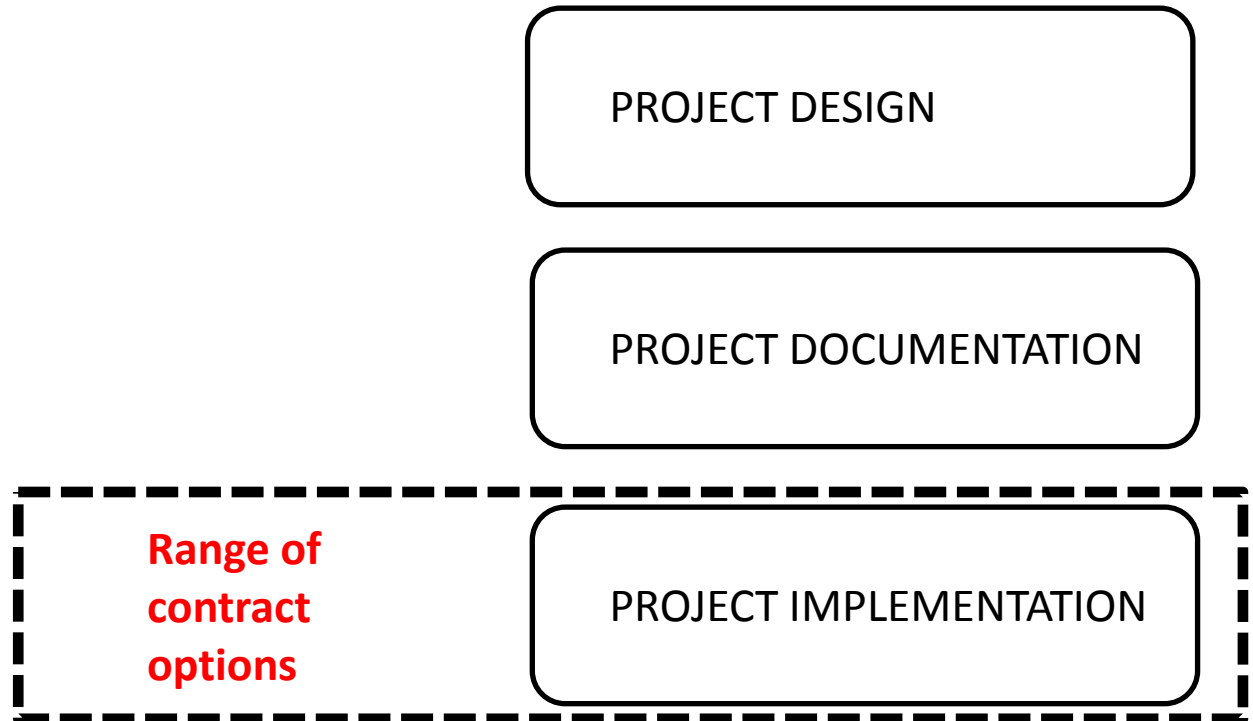 PROJECT DESIGN
PROJECT DOCUMENTATION
Range of
contract
options
PROJECT IMPLEMENTATION